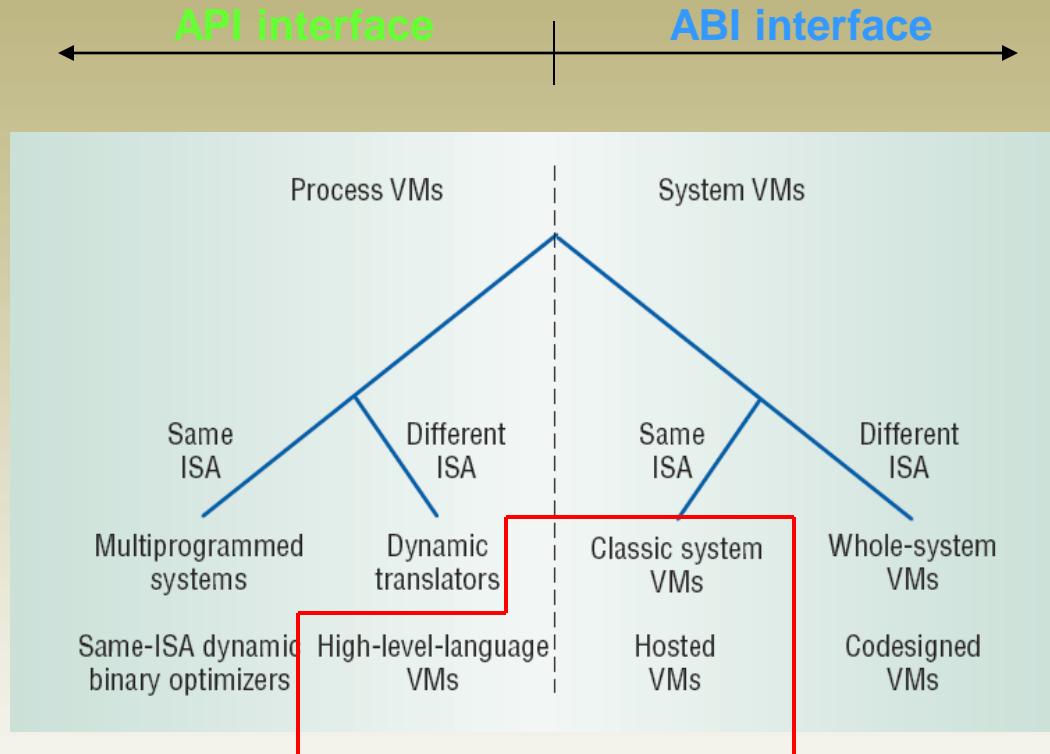 API interface
ABI interface
Process VMs
System VMs
Same
ISA
Different
ISA
Same
ISA
Different
ISA
Multiprogrammed
systems
Dynamic
translators
Classic system
VMs
Whole-system
VMs
Same-ISA dynamic
binary optimizers
High-level-language
VMs
Hosted
VMs
Codesigned
VMs